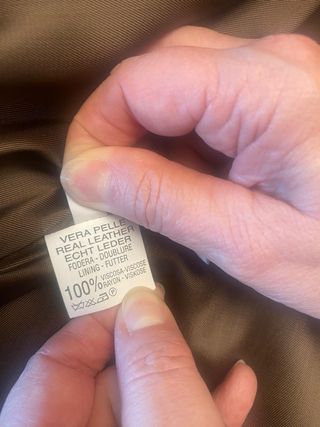 VERA PELLE
REAL LEATHER
ECHT LEDER
FODERA - DOUBLURE
LINING - FUTTER
100% VISCOSA-VISCOSE
RAYON - VISKOSE
P